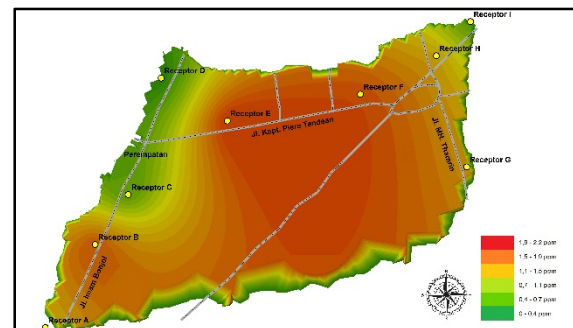 Receptor I
Receptor H
Receptor D
Receptor F
Receptor E
Jl. Kapt. Piere Tandean
Perempatan
Jl. MH. Thamrin
Receptor G
Receptor C
Receptor B
Jl. Imam Bonjol
Receptor A
1,9 - 2,2 ppm
1,5 - 1,9 ppm
1,1 - 1,5 ppm
0,7 - 1,1 ppm
0,4 - 0,7 ppm
0 - 0,4 ppm